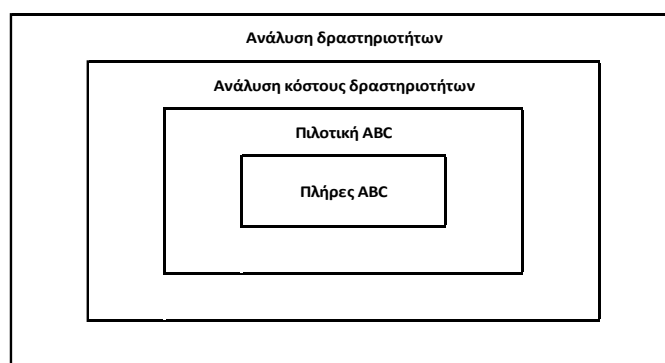 Ανάλυση δραστηριοτήτων
Ανάλυση κόστους δραστηριοτήτων
Πιλοτική ABC
Πλήρες ABC